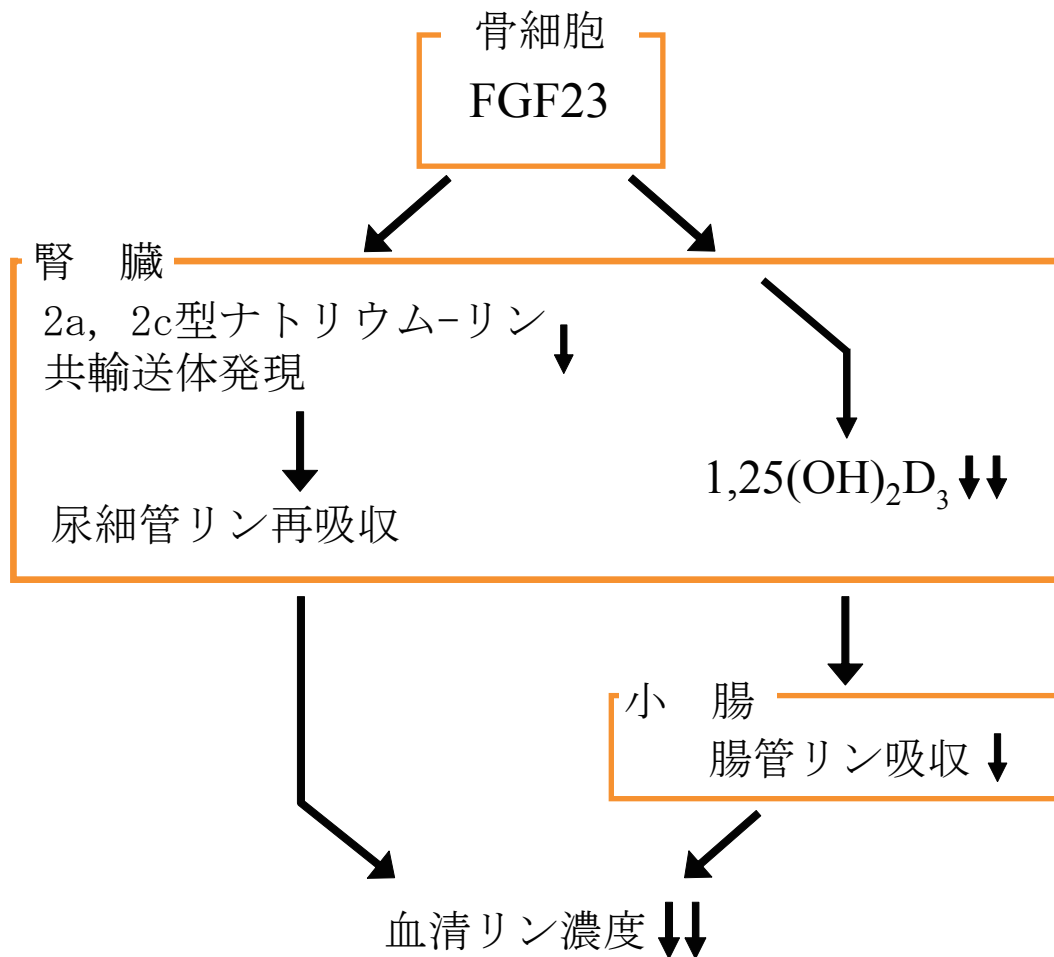 骨細胞
FGF23
腎　臓
2a, 2c型ナトリウム-リン↓
共輸送体発現
尿細管リン再吸収
1,25(OH)₂D₃↓↓
小　腸
腸管リン吸収↓
血清リン濃度↓↓